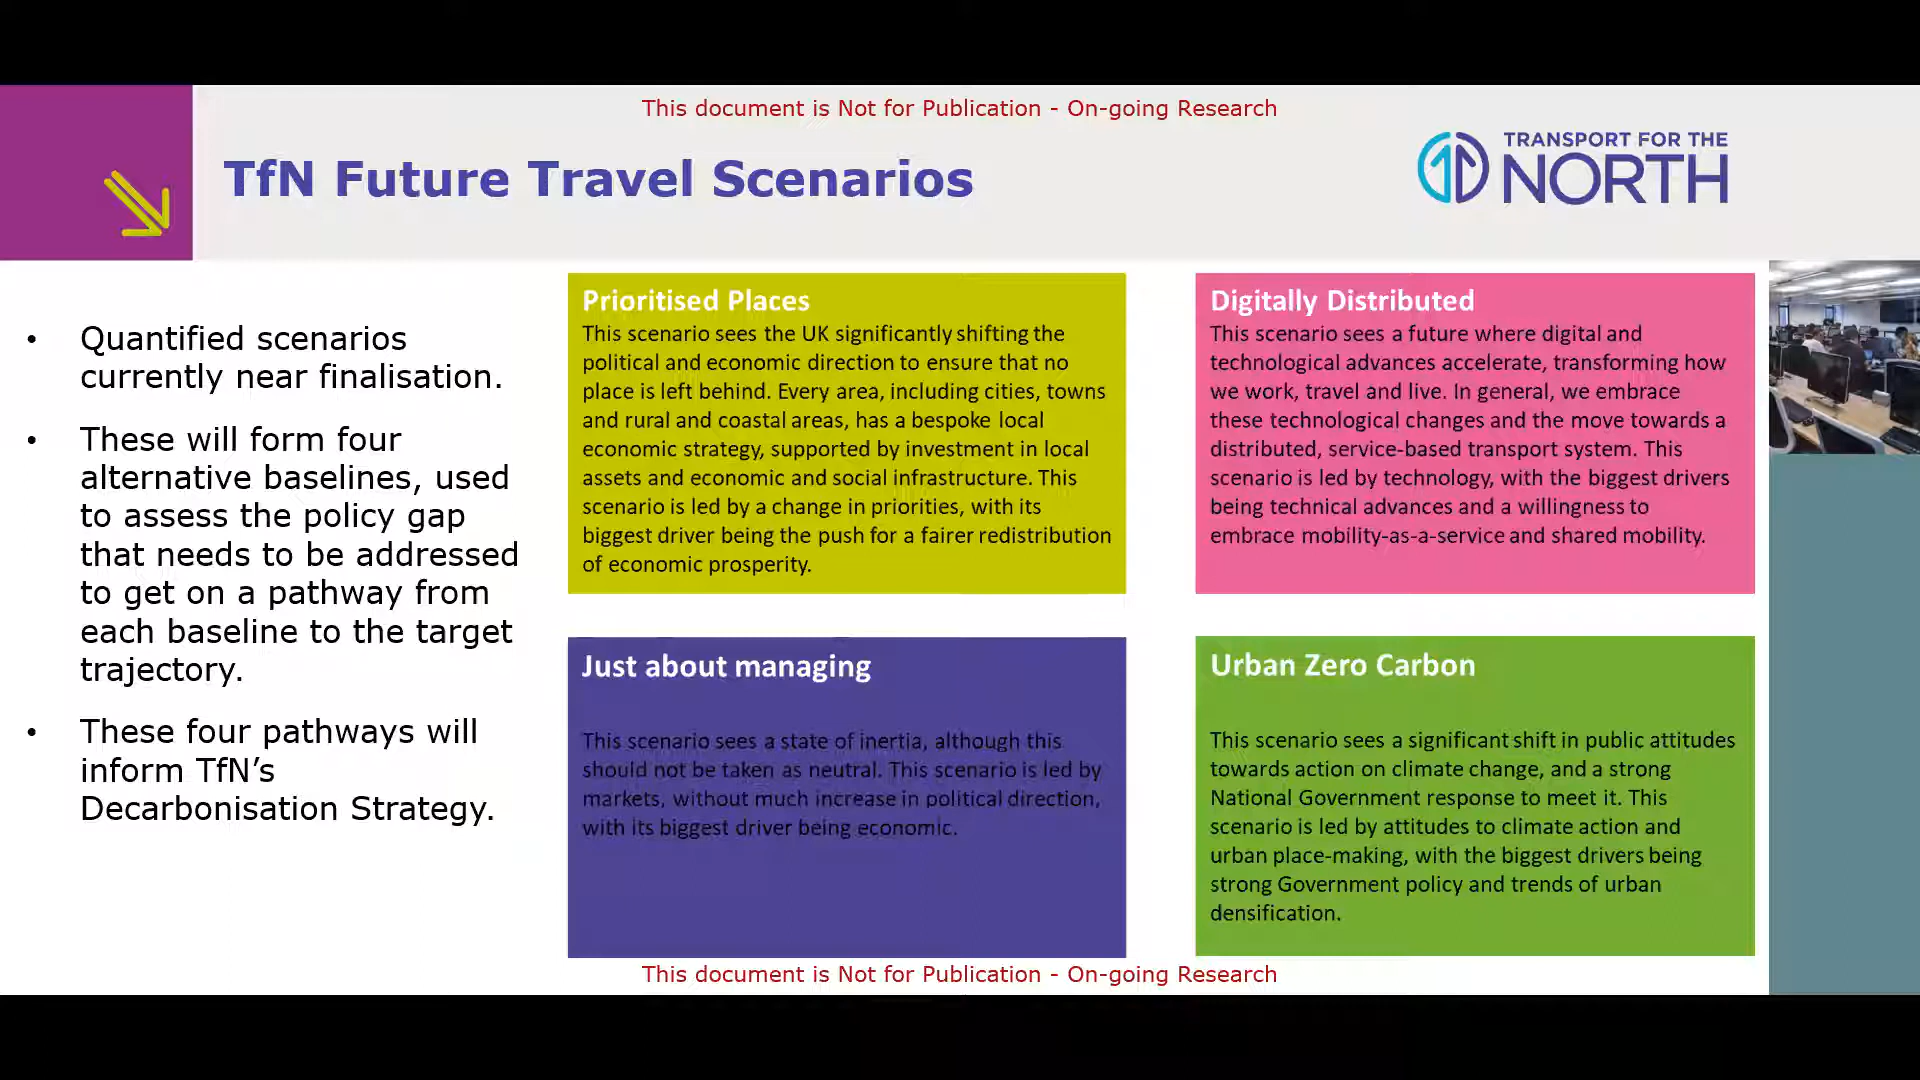 This document is Not for Publication - On-going Research
TfN Future Travel Scenarios
TRANSPORT FOR THE
NORTH
• Quantified scenarios
currently near finalisation.
• These will form four
alternative baselines, used
to assess the policy gap
that needs to be addressed
to get on a pathway from
each baseline to the target
trajectory.
• These four pathways will
inform TfN’s
Decarbonisation Strategy.
Prioritised Places
This scenario sees the UK significantly shifting the
political and economic direction to ensure that no
place is left behind. Every area, including cities, towns
and rural and coastal areas, has a bespoke local
economic strategy, supported by investment in local
assets and economic and social infrastructure. This
scenario is led by a change in priorities, with its
biggest driver being the push for a fairer redistribution
of economic prosperity.
Digitally Distributed
This scenario sees a future where digital and
technological advances accelerate, transforming how
we work, travel and live. In general, we embrace
these technological changes and the move towards a
distributed, service-based transport system. This
scenario is led by technology, with the biggest drivers
being technical advances and a willingness to
embrace mobility-as-a-service and shared mobility.
Just about managing
This scenario sees a state of inertia, although this
should not be taken as neutral. This scenario is led by
markets, without much increase in political direction,
with its biggest driver being economic.
Urban Zero Carbon
This scenario sees a significant shift in public attitudes
towards action on climate change, and a strong
National Government response to meet it. This
scenario is led by attitudes to climate action and
urban place-making, with the biggest drivers being
strong Government policy and trends of urban
densification.
This document is Not for Publication - On-going Research